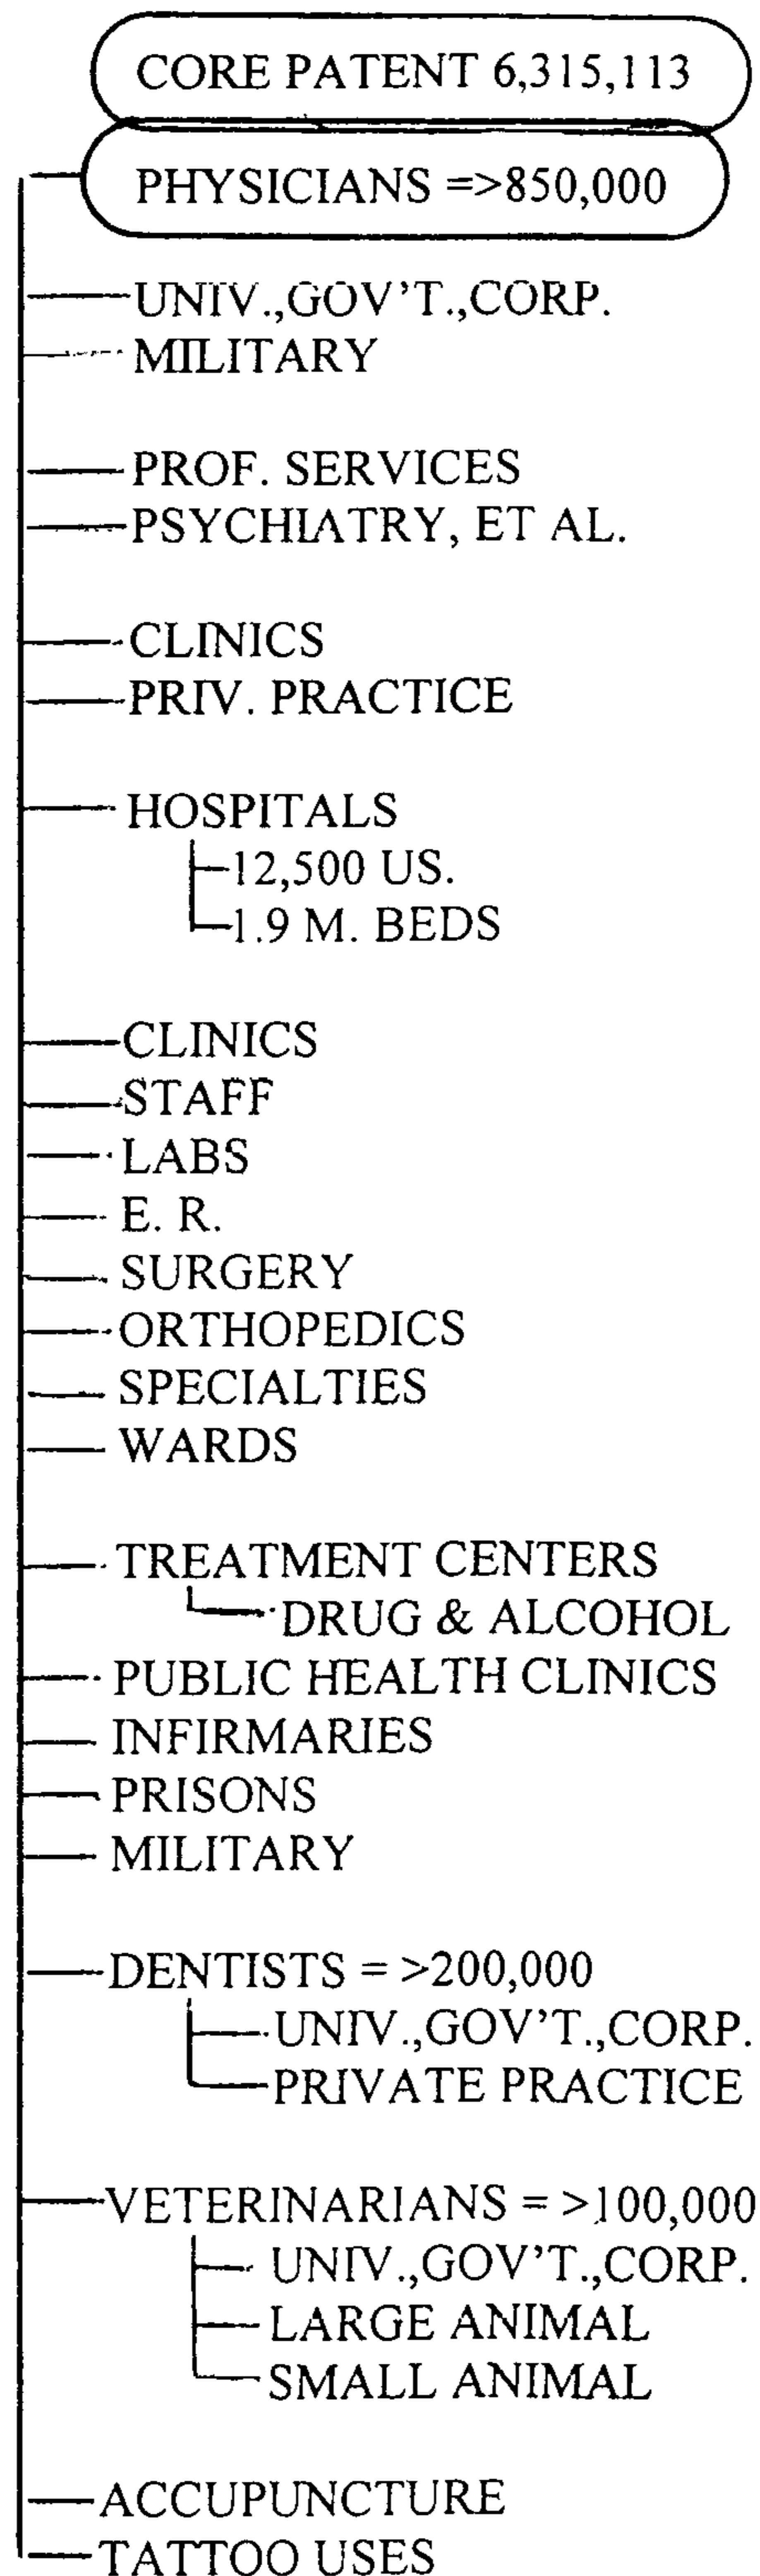 CORE PATENT 6,315,113
PHYSICIANS =>850,000
UNIV.,GOV'T.,CORP.
MILITARY
PROF. SERVICES
PSYCHIATRY, ET AL.
CLINICS
PRIV. PRACTICE
HOSPITALS
12,500 US.
1.9 M. BEDS
CLINICS
STAFF
LABS
E. R.
SURGERY
ORTHOPEDICS
SPECIALTIES
WARDS
TREATMENT CENTERS
DRUG & ALCOHOL
PUBLIC HEALTH CLINICS
INFIRMARIES
PRISONS
MILITARY
DENTISTS = >200,000
UNIV.,GOV'T.,CORP.
PRIVATE PRACTICE
VETERINARIANS = >100,000
UNIV.,GOV'T.,CORP.
LARGE ANIMAL
SMALL ANIMAL
ACCUPUNCTURE
TATTOO USES